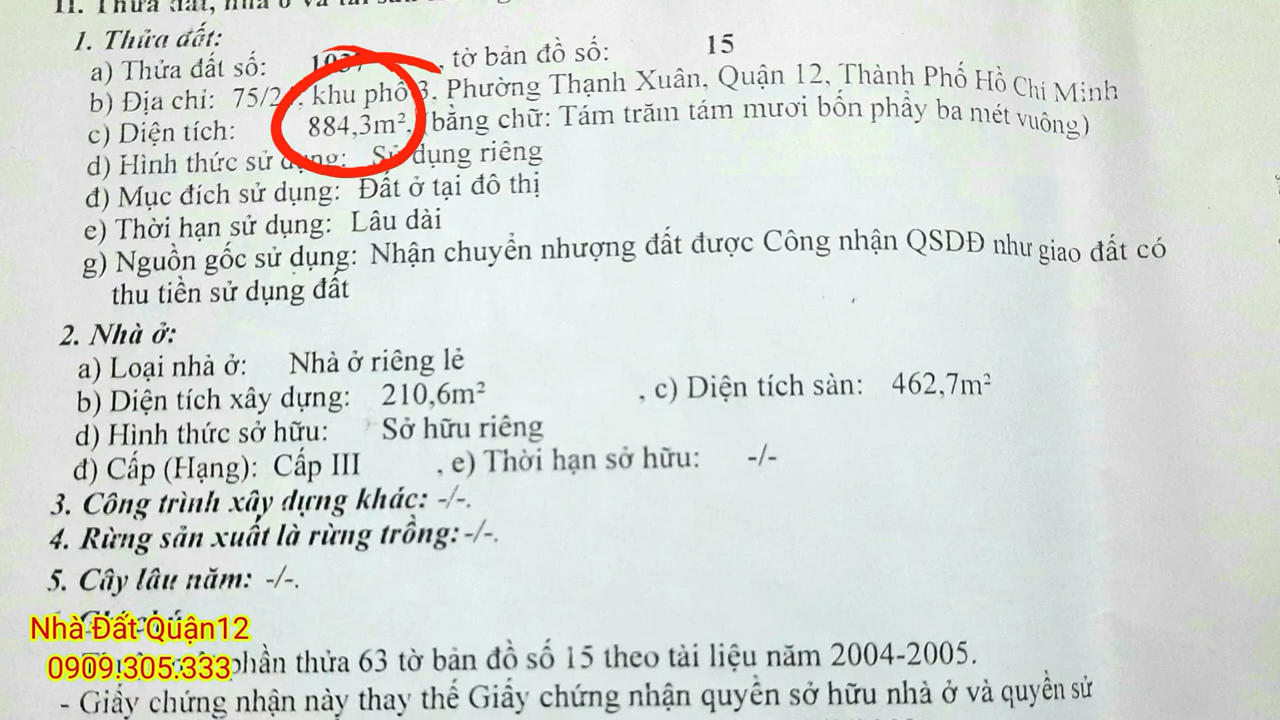 II. Thửa đất, nhà ở và tài sản
1. Thửa đất:
a) Thửa đất số: , tờ bản đồ số: 15
b) Địa chỉ: 75/2 , khu phố 3, Phường Thạnh Xuân, Quận 12, Thành Phố Hồ Chí Minh
c) Diện tích: 884,3m², (bằng chữ: Tám trăm tám mươi bốn phẩy ba mét vuông)
d) Hình thức sử dụng: Sử dụng riêng
đ) Mục đích sử dụng: Đất ở tại đô thị
e) Thời hạn sử dụng: Lâu dài
g) Nguồn gốc sử dụng: Nhận chuyển nhượng đất được Công nhận QSDĐ như giao đất có
thu tiền sử dụng đất
2. Nhà ở:
a) Loại nhà ở: Nhà ở riêng lẻ
b) Diện tích xây dựng: 210,6m² , c) Diện tích sàn: 462,7m²
d) Hình thức sở hữu: Sở hữu riêng
đ) Cấp (Hạng): Cấp III , e) Thời hạn sở hữu: -/-
3. Công trình xây dựng khác: -/-.
4. Rừng sản xuất là rừng trồng: -/-.
5. Cây lâu năm: -/-.
Nhà Đất Quận12
0909.305.333
phần thửa 63 tờ bản đồ số 15 theo tài liệu năm 2004-2005.
- Giấy chứng nhận này thay thế Giấy chứng nhận quyền sở hữu nhà ở và quyền sử